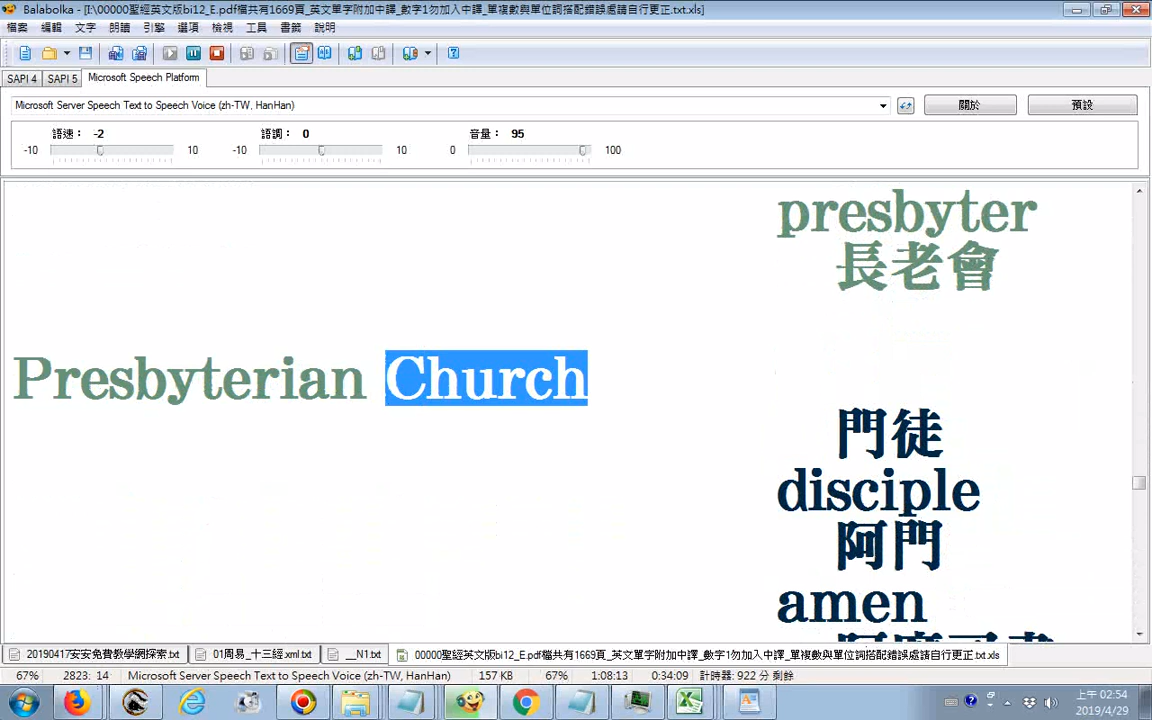 Balabolka - [I:\00000聖經英文版bi12_E.pdf檔共有1669頁_英文單字附加中譯_數字1勿加入中譯_單複數與單位詞搭配錯誤處請自行更正.txt.xls]
檔案 編輯 文字 朗讀 引擎 選項 檢視 工具 書籤 說明
SAPI 4 SAPI 5 Microsoft Speech Platform
Microsoft Server Speech Text to Speech Voice (zh-TW, HanHan)
關於 預設
語速： -2 語調： 0 音量： 95
-10 10 -10 10 0 100
presbyter
長老會
Presbyterian Church
門徒
disciple
阿門
amen
20190417安安免費教學網探索.txt 01周易_十三經.xml.txt __N1.txt 00000聖經英文版bi12_E.pdf檔共有1669頁_英文單字附加中譯_數字1勿加入中譯_單複數與單位詞搭配錯誤處請自行更正.txt.xls
67% 2823: 14 Microsoft Server Speech Text to Speech Voice (zh-TW, HanHan) 157 KB 67% 1:08:13 0:34:09 計時器: 922 分 剩餘
上午 02:54
2019/4/29